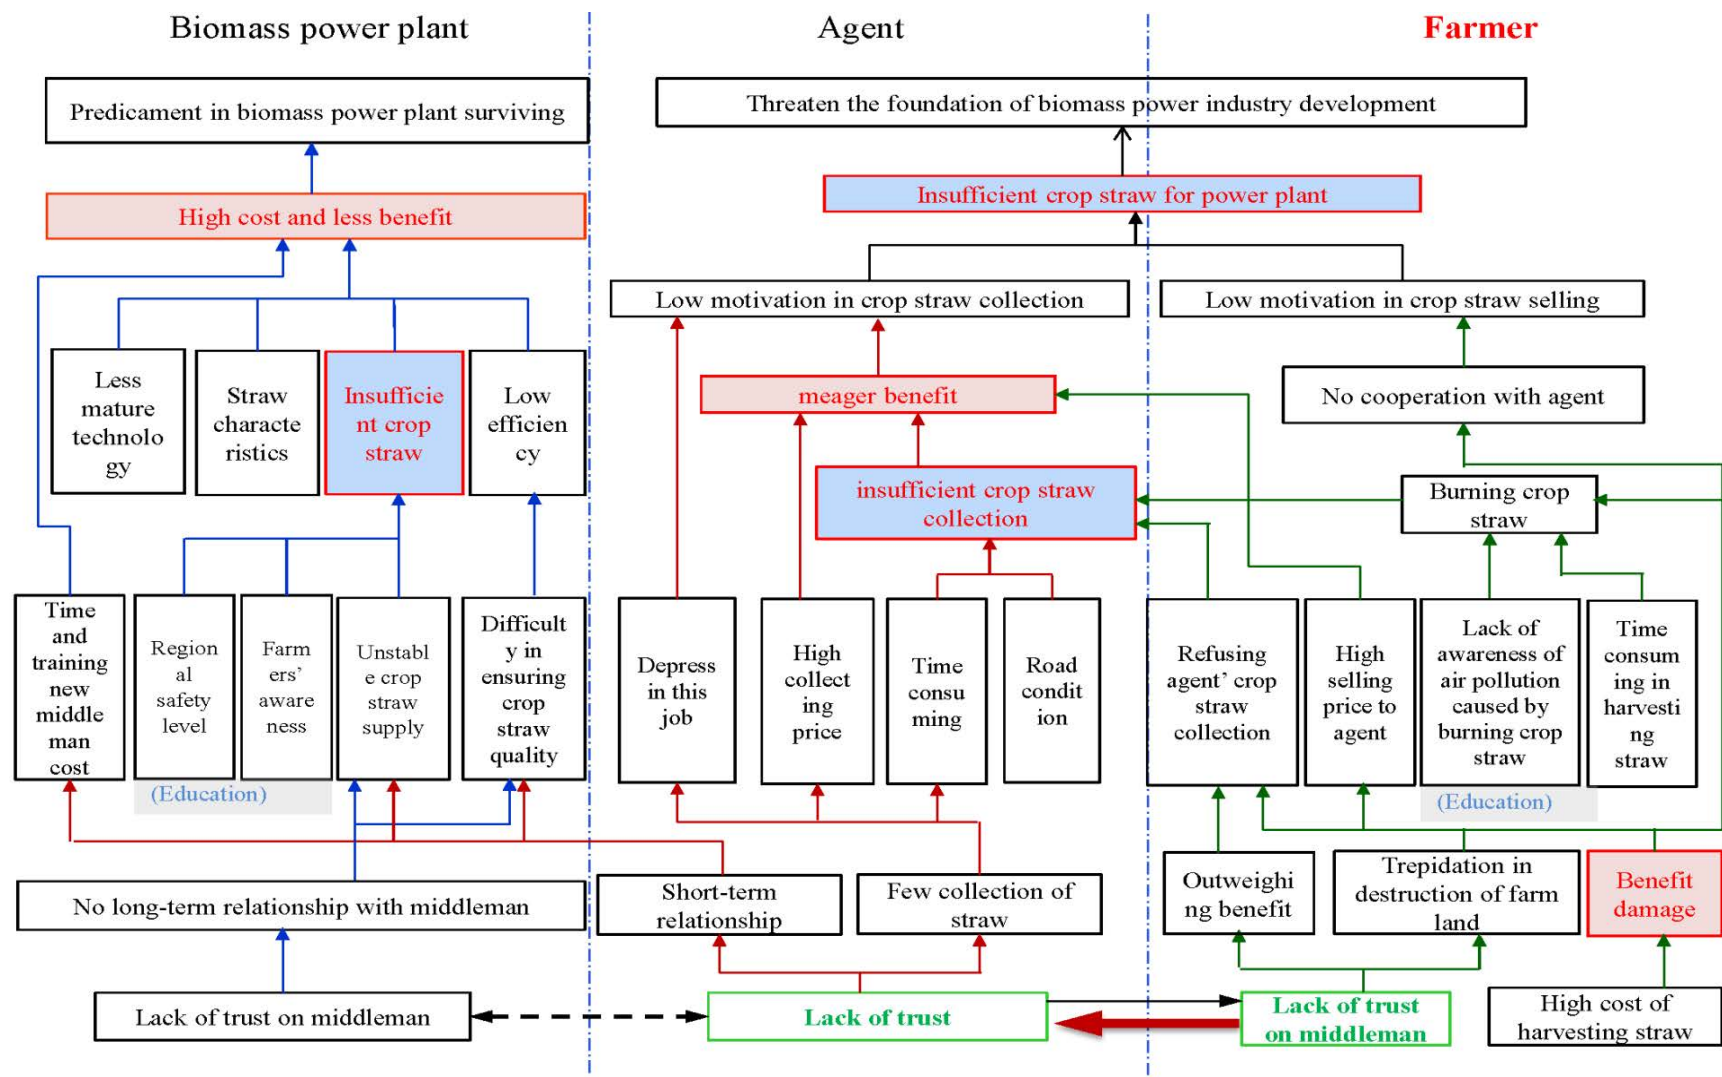 Biomass power plant
Agent
Farmer
Predicament in biomass power plant surviving
Threaten the foundation of biomass power industry development
High cost and less benefit
Insufficient crop straw for power plant
Low motivation in crop straw collection
Low motivation in crop straw selling
Less
mature
technolo
gy
Straw
characte
ristics
Insufficie
nt crop
straw
Low
efficien
cy
meager benefit
No cooperation with agent
insufficient crop straw
collection
Burning crop
straw
Time
and
training
new
middle
man
cost
Region
al
safety
level
Farm
ers'
aware
ness
Unstabl
e crop
straw
supply
Difficult
y in
ensuring
crop
straw
quality
Depress
in this
job
High
collect
ing
price
Time
consu
ming
Road
condit
ion
Refusing
agent' crop
straw
collection
High
selling
price to
agent
Lack of
awareness of
air pollution
caused by
burning crop
straw
Time
consum
ing in
harvesti
ng
straw
(Education)
(Education)
No long-term relationship with middleman
Short-term
relationship
Few collection of
straw
Outweighi
ng benefit
Trepidation in
destruction of farm
land
Benefit
damage
Lack of trust on middleman
Lack of trust
Lack of trust
on middleman
High cost of
harvesting straw